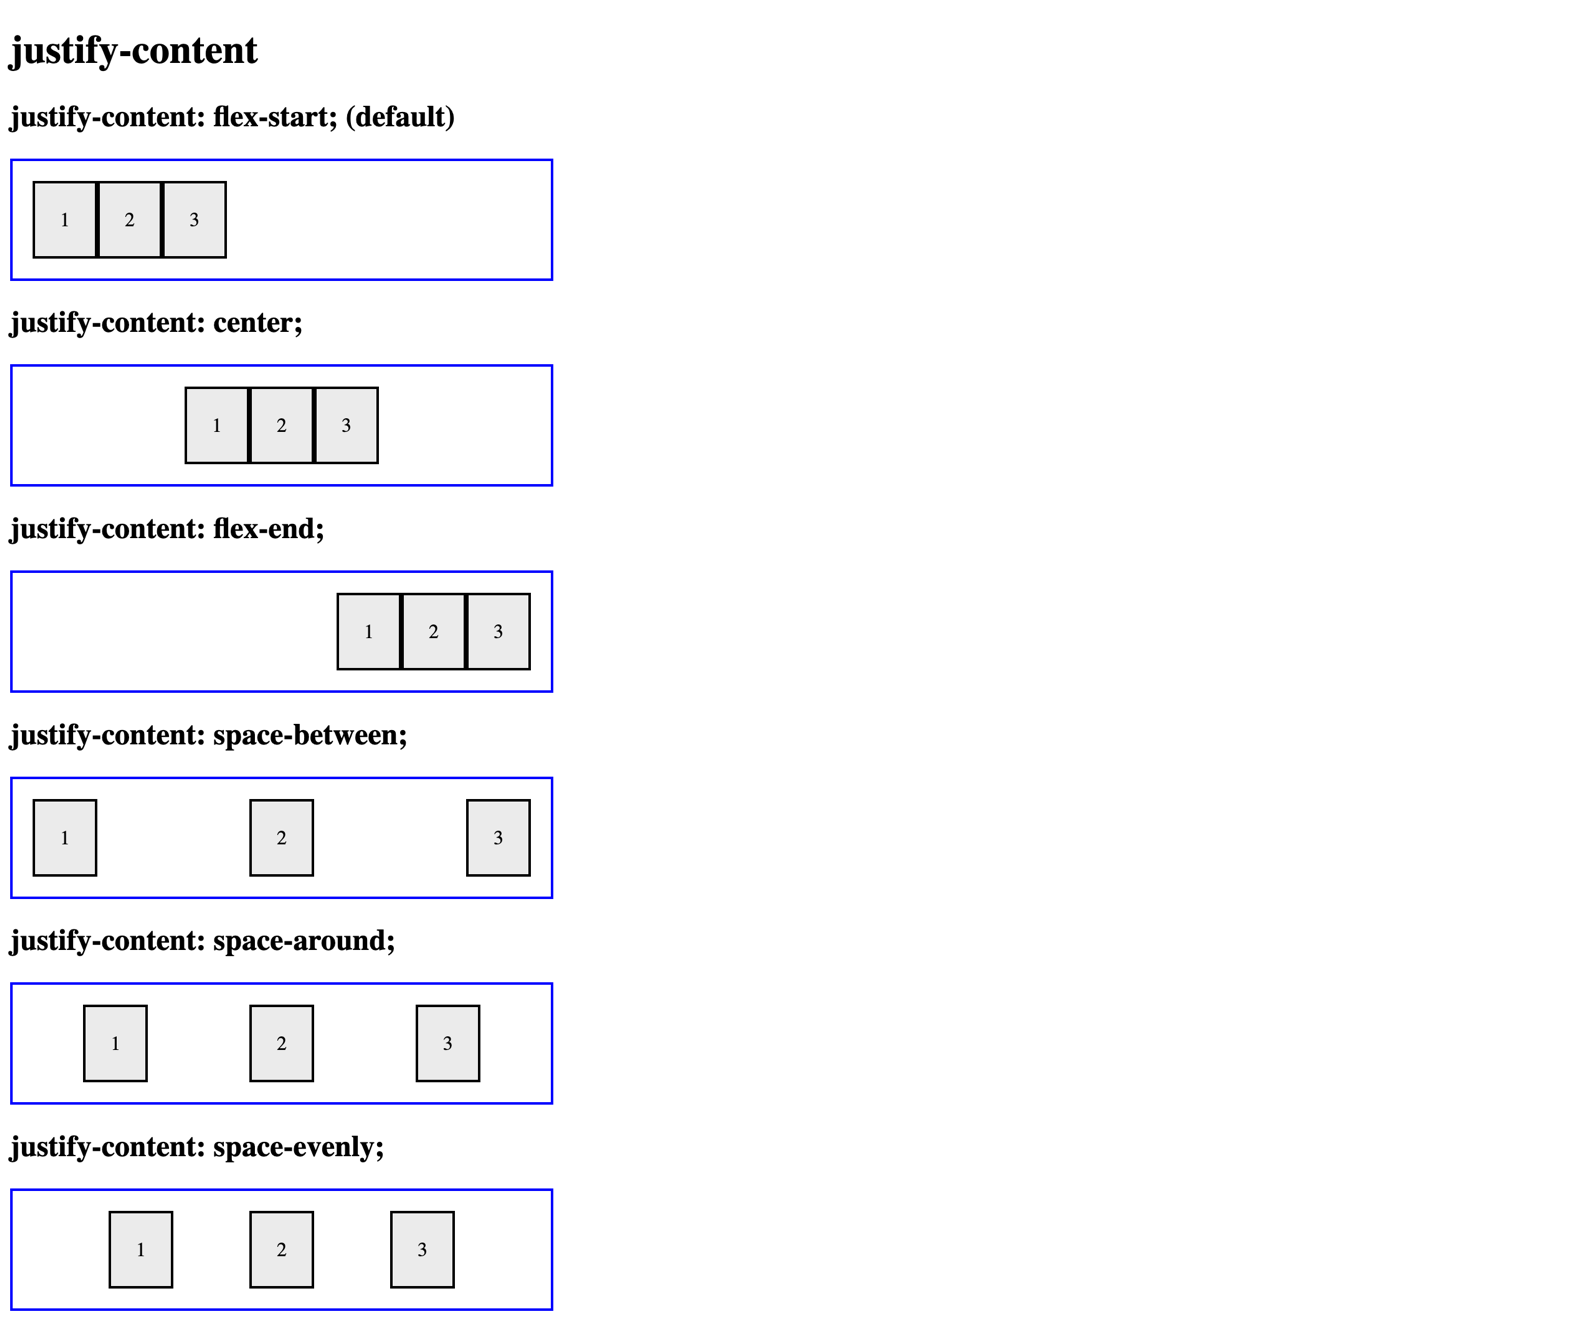 justify-content
justify-content: flex-start; (default)
1 2 3
justify-content: center;
1 2 3
justify-content: flex-end;
1 2 3
justify-content: space-between;
1 2 3
justify-content: space-around;
1 2 3
justify-content: space-evenly;
1 2 3